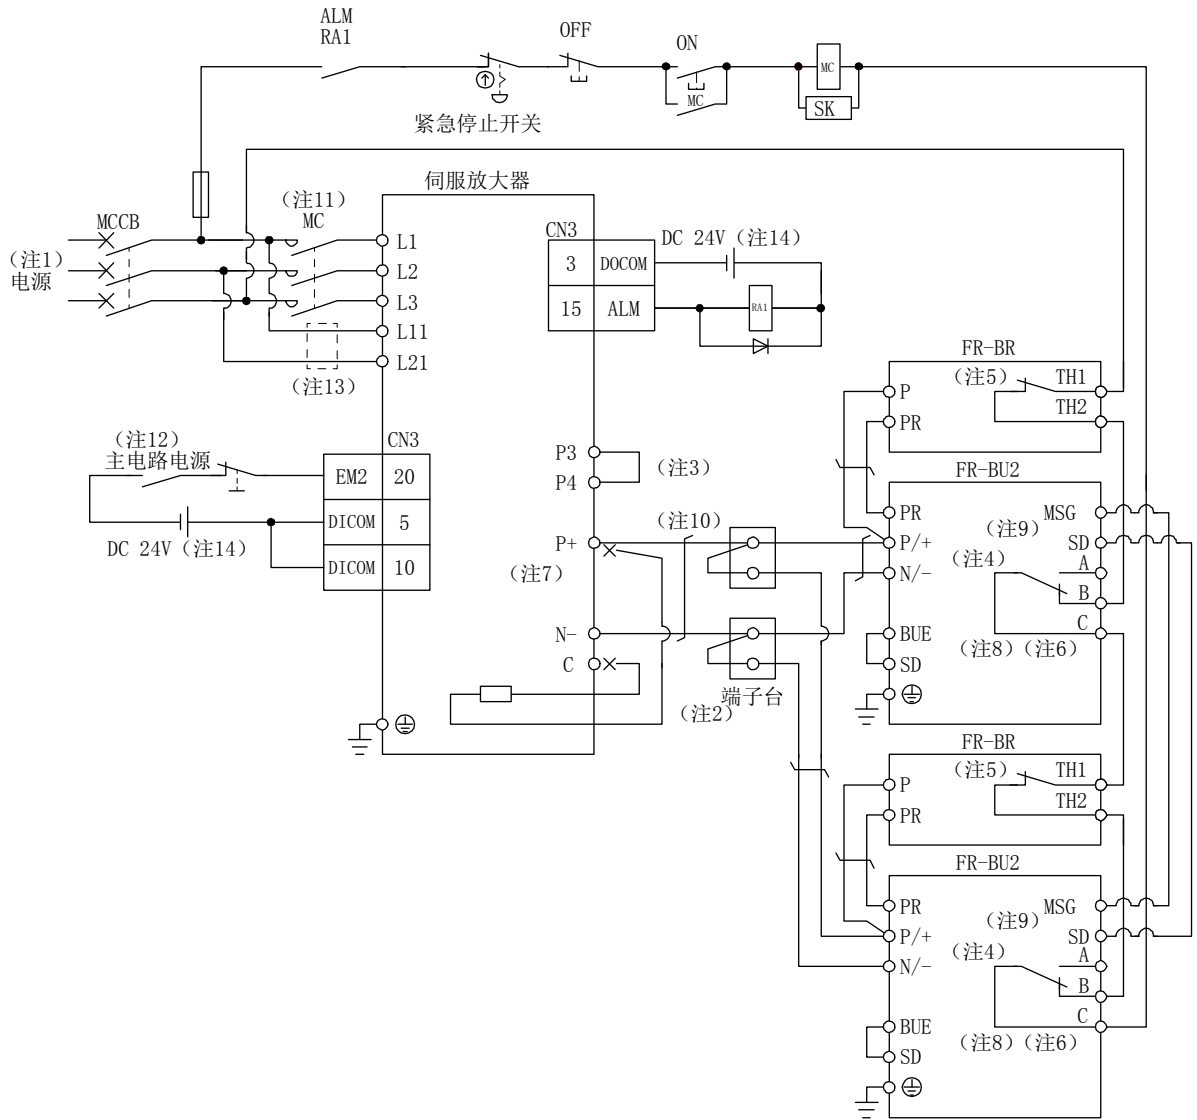 ALM
RA1
OFF
ON
MC
MC
SK
紧急停止开关
伺服放大器
(注11)
MC
MCCB
(注1)
电源
L1
L2
L3
L11
L21
(注13)
CN3
3 DOCOM
15 ALM
DC 24V(注14)
RA1
(注12)
主电路电源
CN3
EM2 20
DICOM 5
DICOM 10
DC 24V(注14)
P3
P4
(注3)
P+
(注7)
(注10)
N-
C
端子台
(注2)
FR-BR
(注5)
P
PR
TH1
TH2
FR-BU2
PR
P/+
N/-
BUE
SD
MSG
(注9)
SD
(注4)
A
B
C
(注8)(注6)
FR-BR
(注5)
P
PR
TH1
TH2
FR-BU2
PR
P/+
N/-
BUE
SD
MSG
(注9)
SD
(注4)
A
B
C
(注8)(注6)